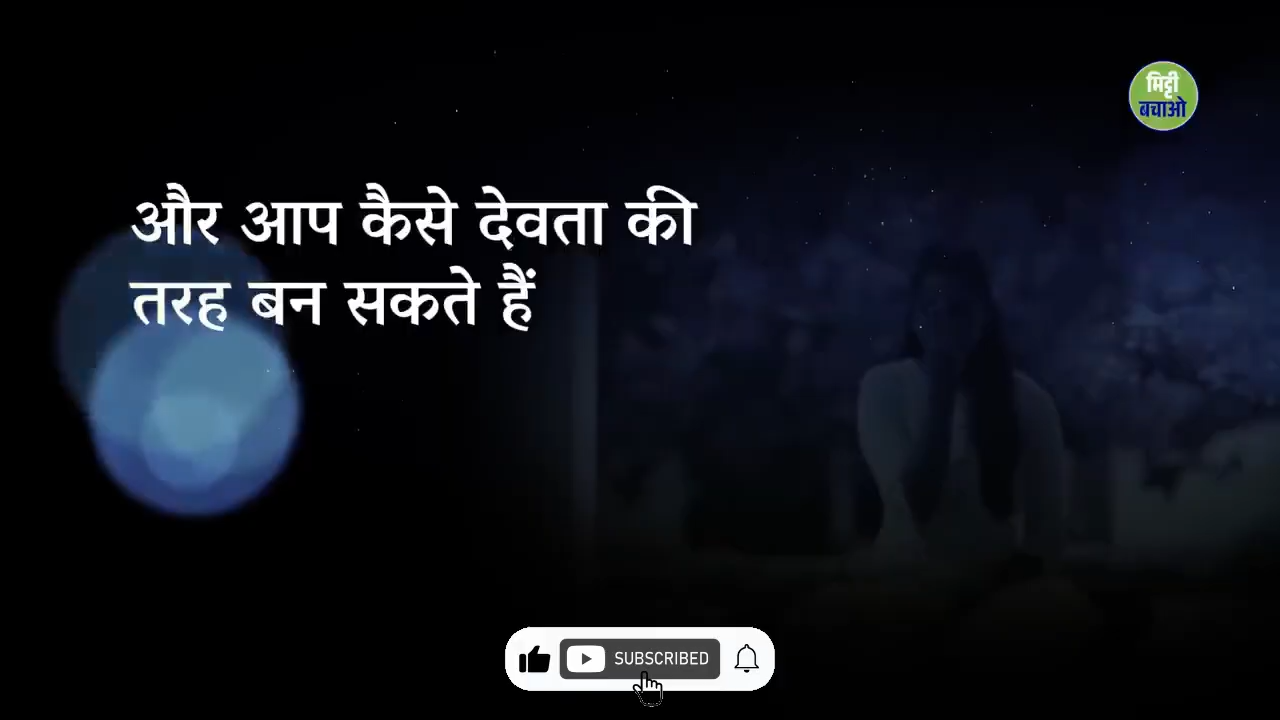 मिट्टी
बचाओ
और आप कैसे देवता की
तरह बन सकते हैं
SUBSCRIBED